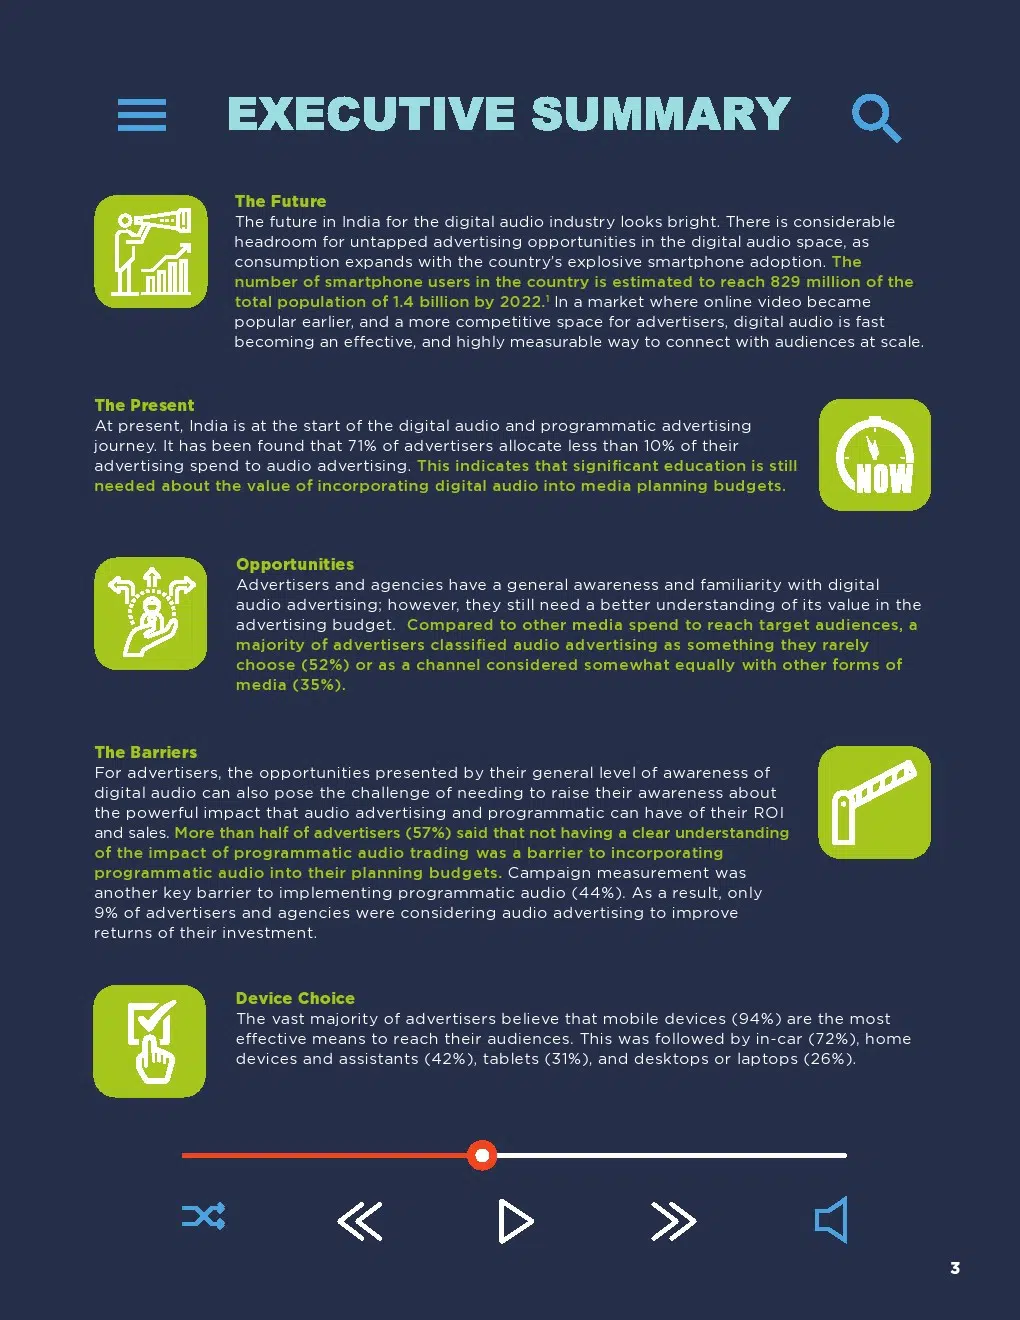 EXECUTIVE SUMMARY
The Future
The future in India for the digital audio industry looks bright. There is considerable
headroom for untapped advertising opportunities in the digital audio space, as
consumption expands with the country's explosive smartphone adoption. The
number of smartphone users in the country is estimated to reach 829 million of the
total population of 1.4 billion by 2022.¹ In a market where online video became
popular earlier, and a more competitive space for advertisers, digital audio is fast
becoming an effective, and highly measurable way to connect with audiences at scale.
The Present
At present, India is at the start of the digital audio and programmatic advertising
journey. It has been found that 71% of advertisers allocate less than 10% of their
advertising spend to audio advertising. This indicates that significant education is still
needed about the value of incorporating digital audio into media planning budgets.
NOW
Opportunities
Advertisers and agencies have a general awareness and familiarity with digital
audio advertising; however, they still need a better understanding of its value in the
advertising budget. Compared to other media spend to reach target audiences, a
majority of advertisers classified audio advertising as something they rarely
choose (52%) or as a channel considered somewhat equally with other forms of
media (35%).
The Barriers
For advertisers, the opportunities presented by their general level of awareness of
digital audio can also pose the challenge of needing to raise their awareness about
the powerful impact that audio advertising and programmatic can have of their ROI
and sales. More than half of advertisers (57%) said that not having a clear understanding
of the impact of programmatic audio trading was a barrier to incorporating
programmatic audio into their planning budgets. Campaign measurement was
another key barrier to implementing programmatic audio (44%). As a result, only
9% of advertisers and agencies were considering audio advertising to improve
returns of their investment.
Device Choice
The vast majority of advertisers believe that mobile devices (94%) are the most
effective means to reach their audiences. This was followed by in-car (72%), home
devices and assistants (42%), tablets (31%), and desktops or laptops (26%).
3